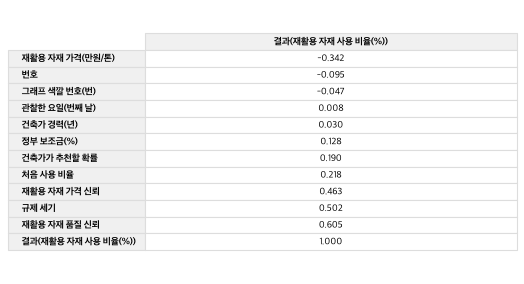 결과(재활용 자재 사용 비율(%))
재활용 자재 가격(만원/톤) -0.342
번호 -0.095
그래프 색깔 번호(번) -0.047
관찰한 요일(번째 날) 0.008
건축가 경력(년) 0.030
정부 보조금(%) 0.128
건축가가 추천할 확률 0.190
처음 사용 비율 0.218
재활용 자재 가격 신뢰 0.463
규제 세기 0.502
재활용 자재 품질 신뢰 0.605
결과(재활용 자재 사용 비율(%)) 1.000